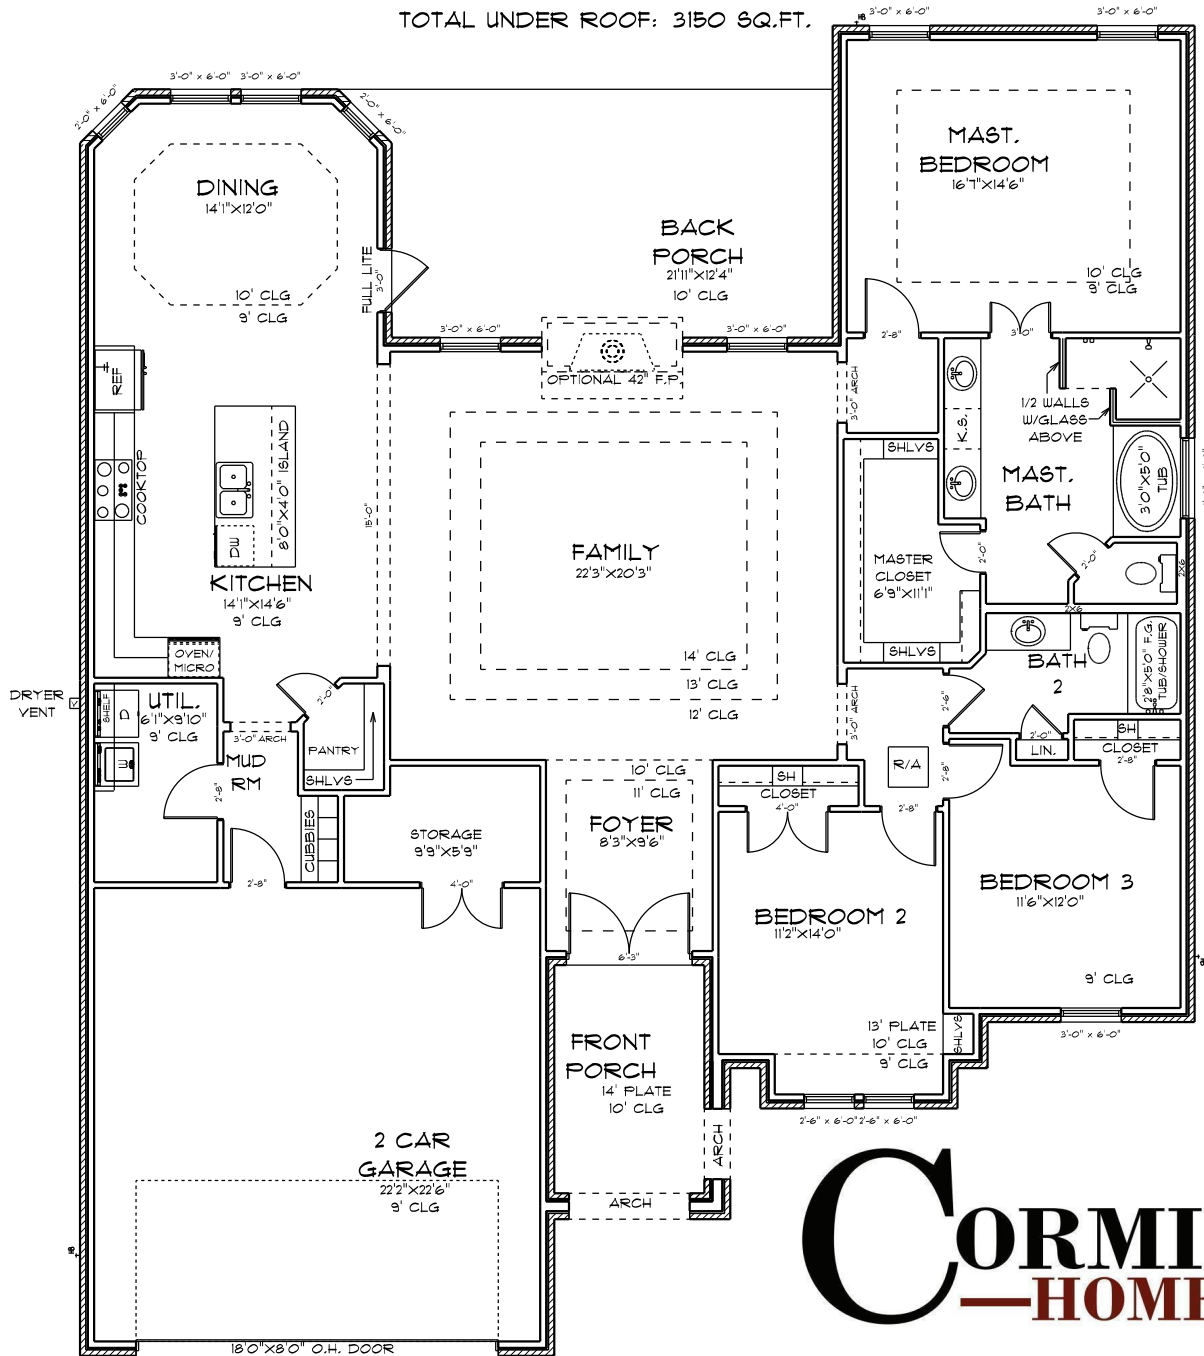 TOTAL UNDER ROOF: 3150 SQ.FT.
HB
3'-0" x 6'-0"
3'-0" x 6'-0"
3'-0" x 6'-0"
3'-0" x 6'-0"
2'-0" x 6'-0"
2'-0" x 6'-0"
DINING
14'1"X12'0"
10' CLG
9' CLG
FULL LITE
3'-0"
BACK
PORCH
21'11"X12'4"
10' CLG
MAST.
BEDROOM
16'7"X14'6"
10' CLG
9' CLG
3'-0" x 6'-0"
3'-0" x 6'-0"
OPTIONAL 42" F.P.
2'-8"
3'-0"
3'-0" ARCH
REF
COOKTOP
8'0"X4'0" ISLAND
DW
KITCHEN
14'1"X14'6"
9' CLG
OVEN/
MICRO
15'-0"
FAMILY
22'3"X20'3"
14' CLG
13' CLG
12' CLG
K.S.
1/2 WALLS
W/GLASS
ABOVE
MAST.
BATH
3'0"X5'0"
TUB
SHLVS
MASTER
CLOSET
6'9"X11'1"
SHLVS
2'-0"
2'-0"
2X6
2X6
BATH
2
2'8"X5'0" F.G.
TUB/SHOWER
2'-6"
2'-0"
LIN.
SH
CLOSET
2'-8"
DRYER
VENT
V
SHELF
D
W
UTIL.
6'1"X9'10"
9' CLG
3'-0" ARCH
MUD
RM
2'-8"
2'-0"
PANTRY
SHLVS
CUBBIES
2'-8"
STORAGE
9'9"X5'9"
4'-0"
10' CLG
11' CLG
FOYER
8'3"X9'6"
6'-3"
3'-0" ARCH
R/A
2'-8"
SH
CLOSET
4'-0"
2'-8"
BEDROOM 2
11'2"X14'0"
13' PLATE
10' CLG
9' CLG
SHLVS
2'-6" x 6'-0"
2'-6" x 6'-0"
BEDROOM 3
11'6"X12'0"
9' CLG
3'-0" x 6'-0"
FRONT
PORCH
14' PLATE
10' CLG
ARCH
ARCH
2 CAR
GARAGE
22'2"X22'6"
9' CLG
HB
18'0"X8'0" O.H. DOOR
CORMI
HOME